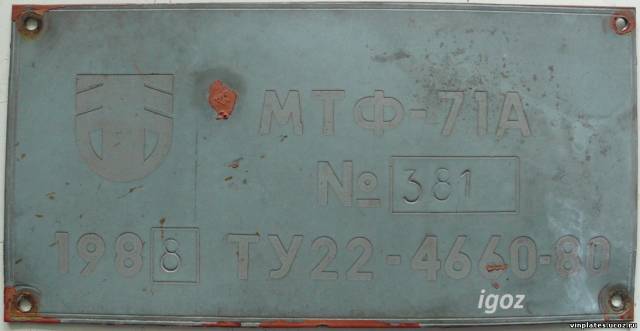 МТФ-71А
№ 381
1988 ТУ22-4660-80
igoz
vinplates.ucoz.ru